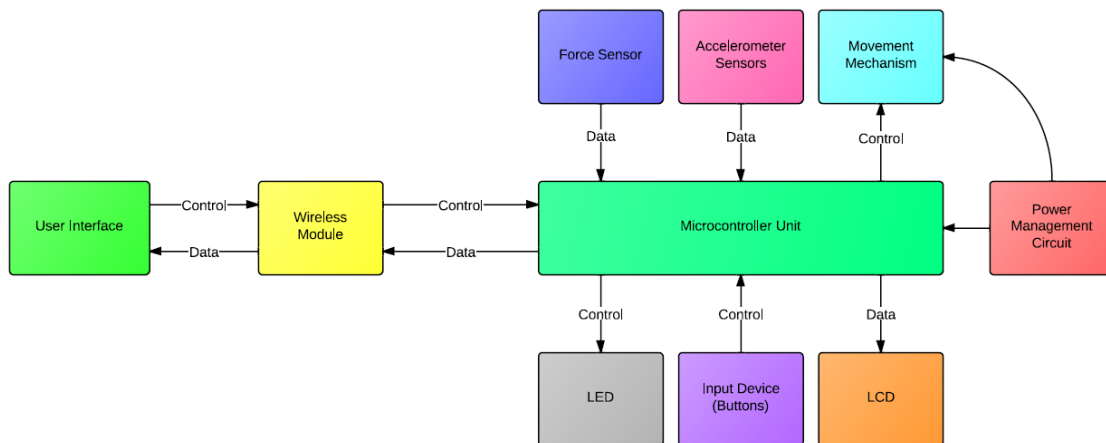 Force Sensor
Accelerometer
Sensors
Movement
Mechanism
Data
Data
Control
User Interface
Control
Data
Wireless
Module
Control
Data
Microcontroller Unit
Power
Management
Circuit
Control
Control
Data
LED
Input Device
(Buttons)
LCD